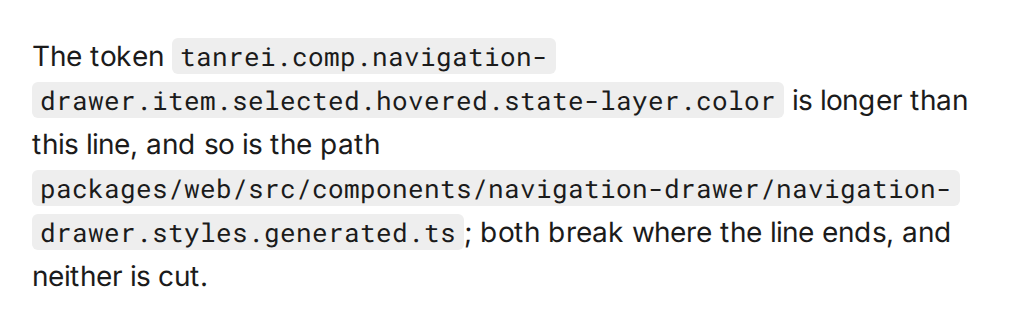 The token tanrei.comp.navigation-
drawer.item.selected.hovered.state-layer.color is longer than
this line, and so is the path
packages/web/src/components/navigation-drawer/navigation-
drawer.styles.generated.ts; both break where the line ends, and
neither is cut.